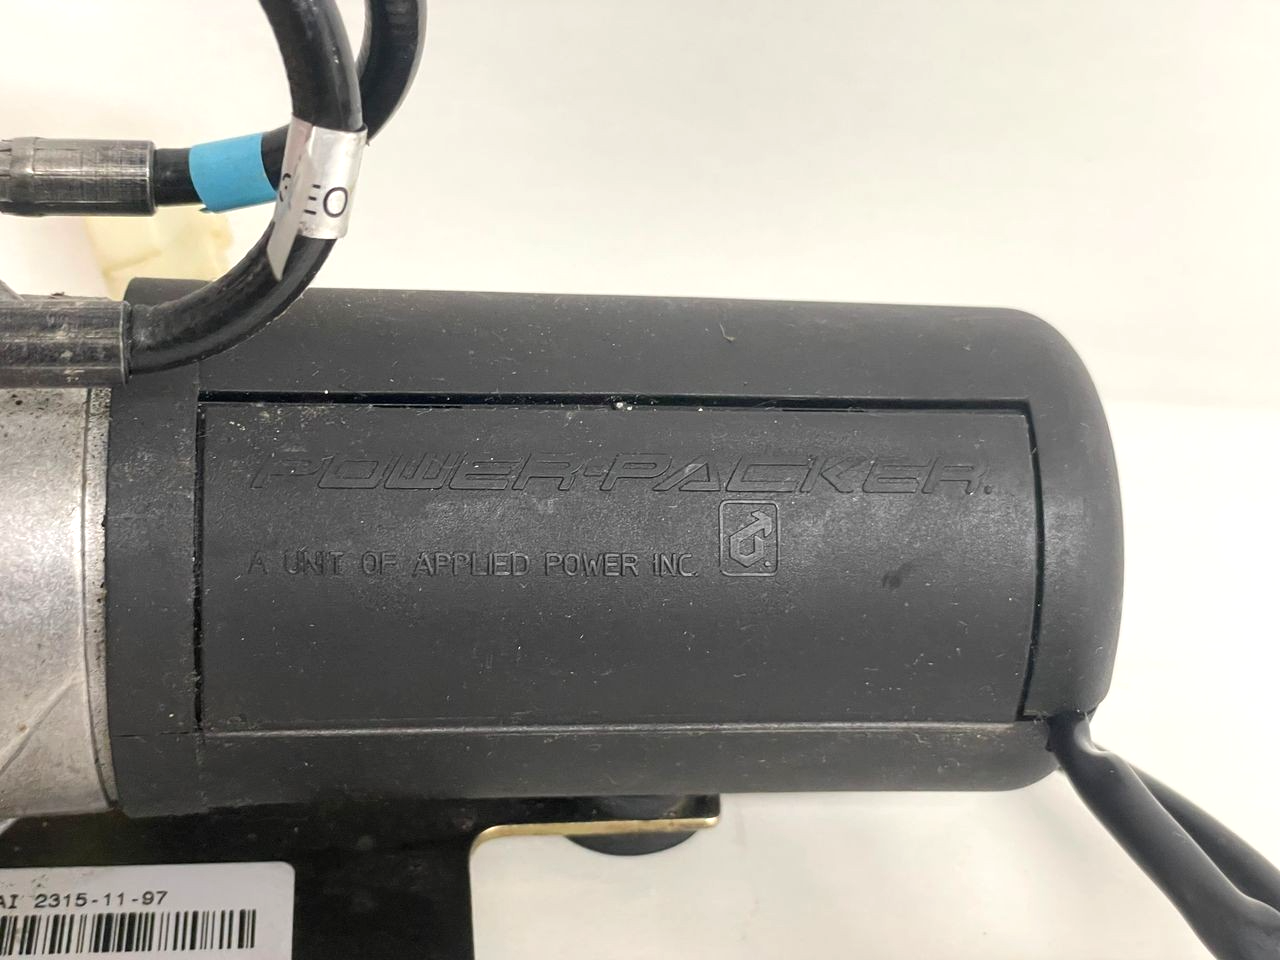 POWER-PACKER.
A UNIT OF APPLIED POWER INC.
AI 2315-11-97